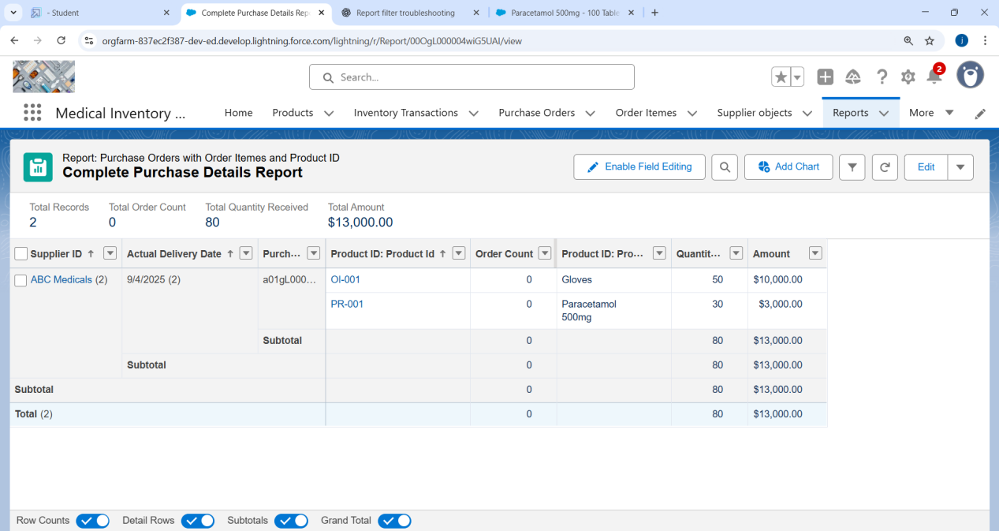 - Student
Complete Purchase Details Rep
Report filter troubleshooting
Paracetamol 500mg - 100 Table
orgfarm-837ec2f387-dev-ed.develop.lightning.force.com/lightning/r/Report/00OgL000004wiG5UAI/view
j
Search...
2
Medical Inventory ...
Home
Products
Inventory Transactions
Purchase Orders
Order Itemes
Supplier objects
Reports
More
Report: Purchase Orders with Order Itemes and Product ID
Complete Purchase Details Report
Enable Field Editing
Add Chart
Edit
Total Records
Total Order Count
Total Quantity Received
Total Amount
2
0
80
$13,000.00
Supplier ID ↑
Actual Delivery Date ↑
Purch...
Product ID: Product Id ↑
Order Count
Product ID: Pro...
Quantit...
Amount
ABC Medicals (2)
9/4/2025 (2)
a01gL000...
OI-001
0
Gloves
50
$10,000.00
PR-001
0
Paracetamol
500mg
30
$3,000.00
Subtotal
0
80
$13,000.00
Subtotal
0
80
$13,000.00
Subtotal
0
80
$13,000.00
Total (2)
0
80
$13,000.00
Row Counts
Detail Rows
Subtotals
Grand Total